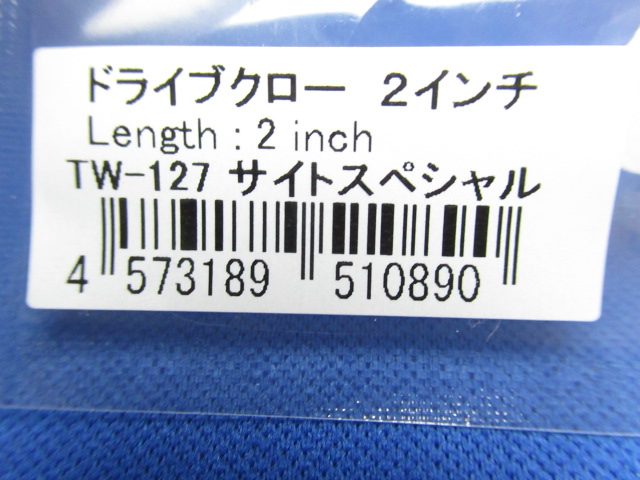 ドライブクロー 2インチ
Length : 2 inch
TW-127 サイトスペシャル
4 573189 510890